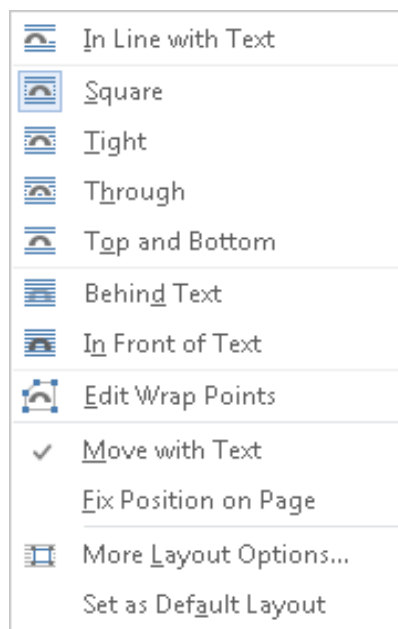 In Line with Text
Square
Tight
Through
Top and Bottom
Behind Text
In Front of Text
Edit Wrap Points
Move with Text
Fix Position on Page
More Layout Options...
Set as Default Layout